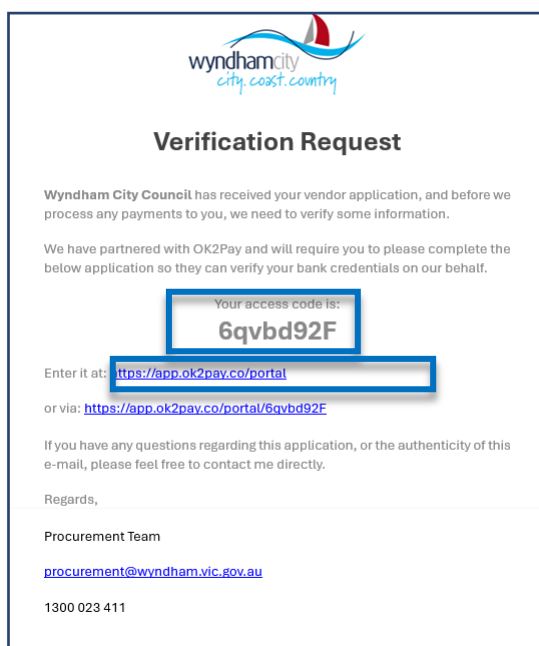 wyndhamcity
city. coast. country
Verification Request
Wyndham City Council has received your vendor application, and before we
process any payments to you, we need to verify some information.
We have partnered with OK2Pay and will require you to please complete the
below application so they can verify your bank credentials on our behalf.
Your access code is:
6qvbd92F
Enter it at: https://app.ok2pay.co/portal
or via: https://app.ok2pay.co/portal/6qvbd92F
If you have any questions regarding this application, or the authenticity of this
e-mail, please feel free to contact me directly.
Regards,
Procurement Team
procurement@wyndham.vic.gov.au
1300 023 411